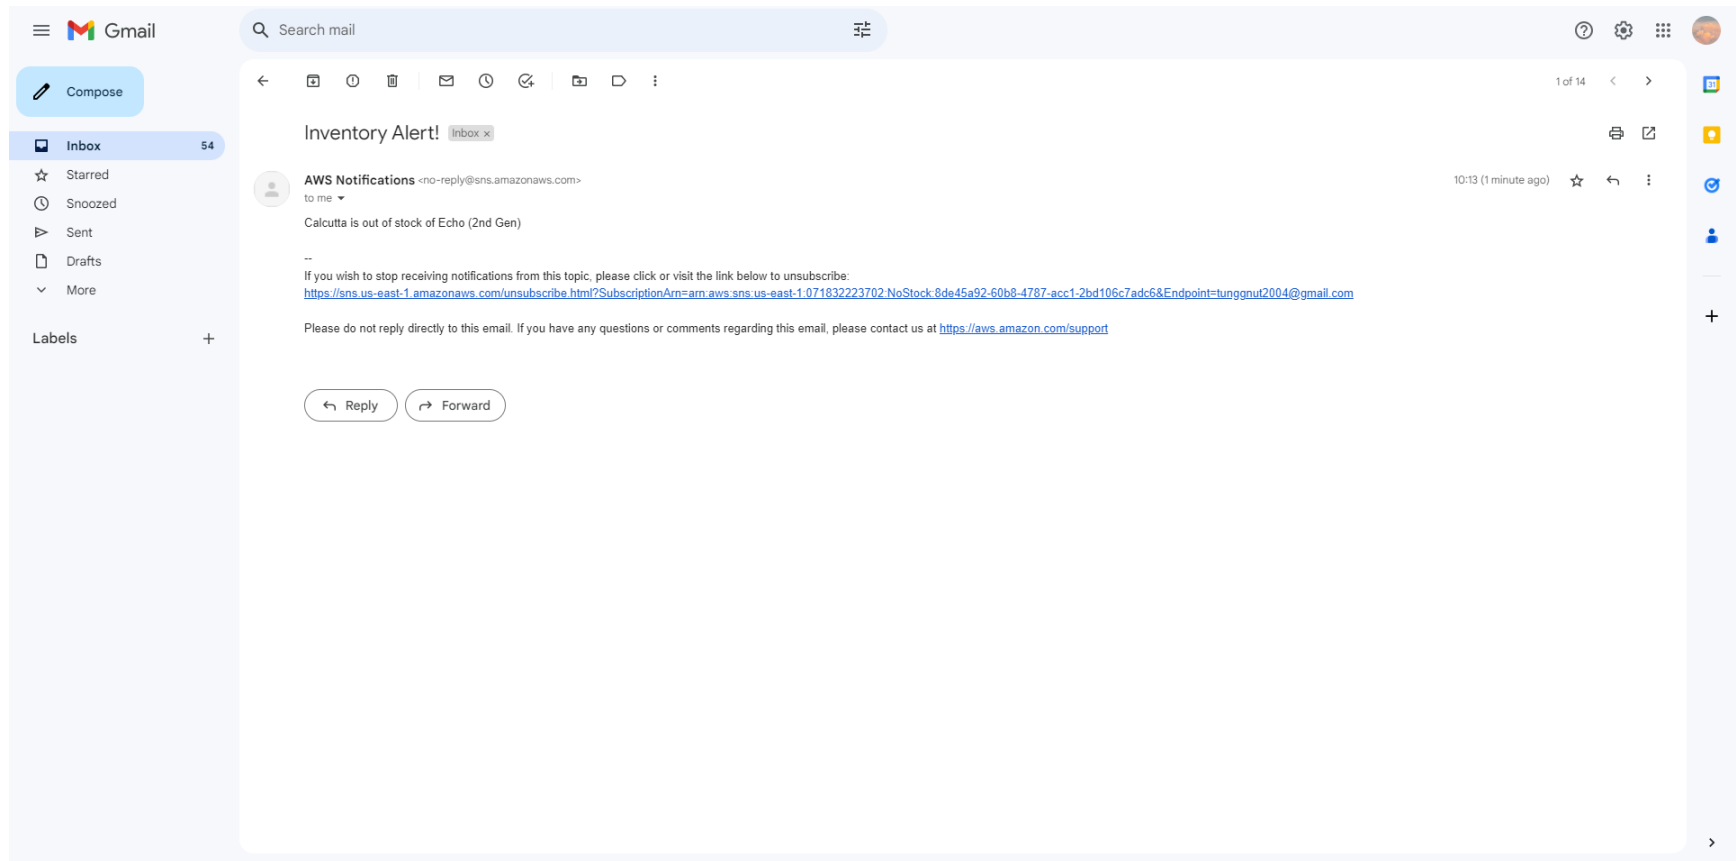 Gmail
Search mail
Compose
Inbox 54
Starred
Snoozed
Sent
Drafts
More
Labels
1 of 14
31
Inventory Alert! Inbox ×
AWS Notifications <no-reply@sns.amazonaws.com> 10:13 (1 minute ago)
to me
Calcutta is out of stock of Echo (2nd Gen)
--
If you wish to stop receiving notifications from this topic, please click or visit the link below to unsubscribe:
https://sns.us-east-1.amazonaws.com/unsubscribe.html?SubscriptionArn=arn:aws:sns:us-east-1:071832223702:NoStock:8de45a92-60b8-4787-acc1-2bd106c7adc6&Endpoint=tunggnut2004@gmail.com
Please do not reply directly to this email. If you have any questions or comments regarding this email, please contact us at https://aws.amazon.com/support
Reply Forward